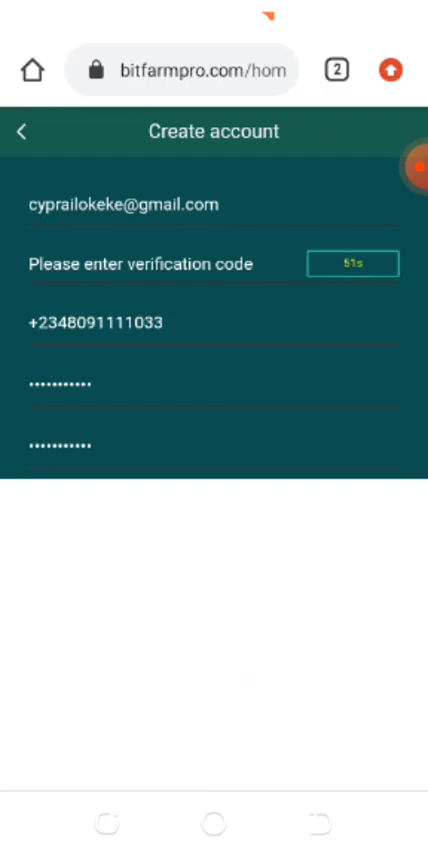 bitfarmpro.com/hom
2
Create account
cyprailokeke@gmail.com
Please enter verification code
51s
+2348091111033
•••••••••••
•••••••••••